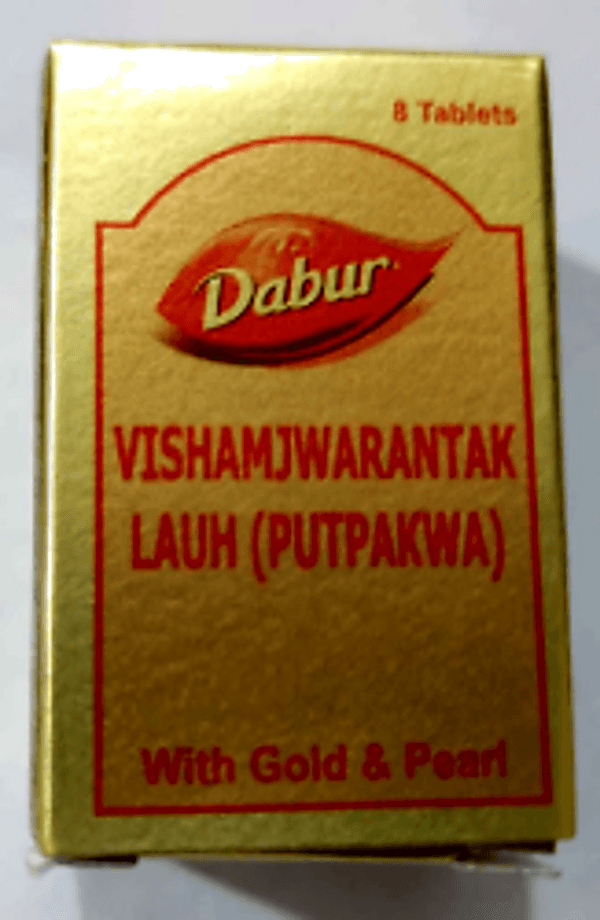 8 Tablets
Dabur
VISHAMJWARANTAK
LAUH (PUTPAKWA)
With Gold & Pearl